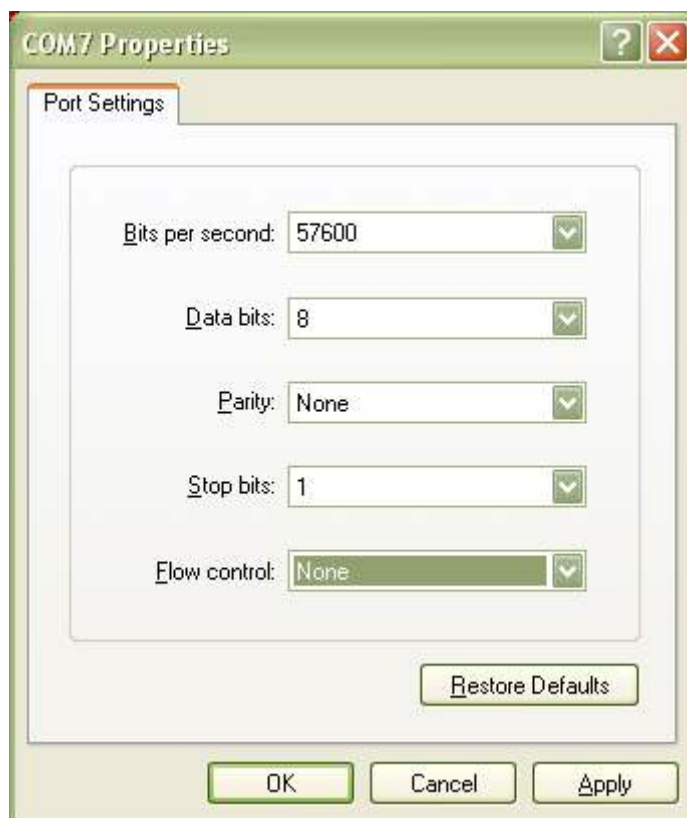 COM7 Properties
Port Settings
Bits per second: 57600
Data bits: 8
Parity: None
Stop bits: 1
Flow control: None
Restore Defaults
OK Cancel Apply